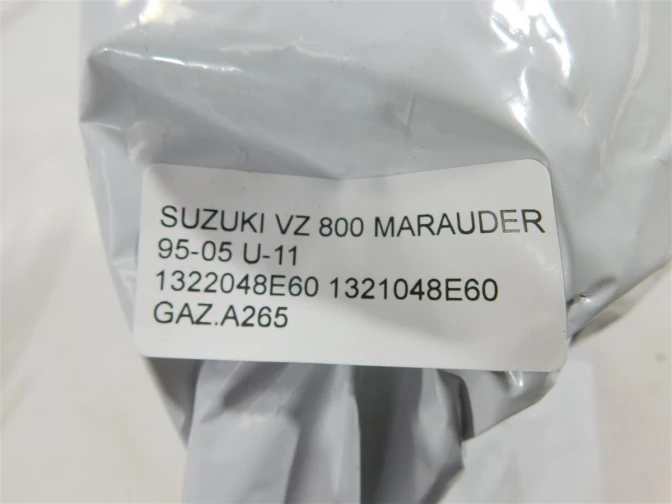 SUZUKI VZ 800 MARAUDER
95-05 U-11
1322048E60 1321048E60
GAZ.A265